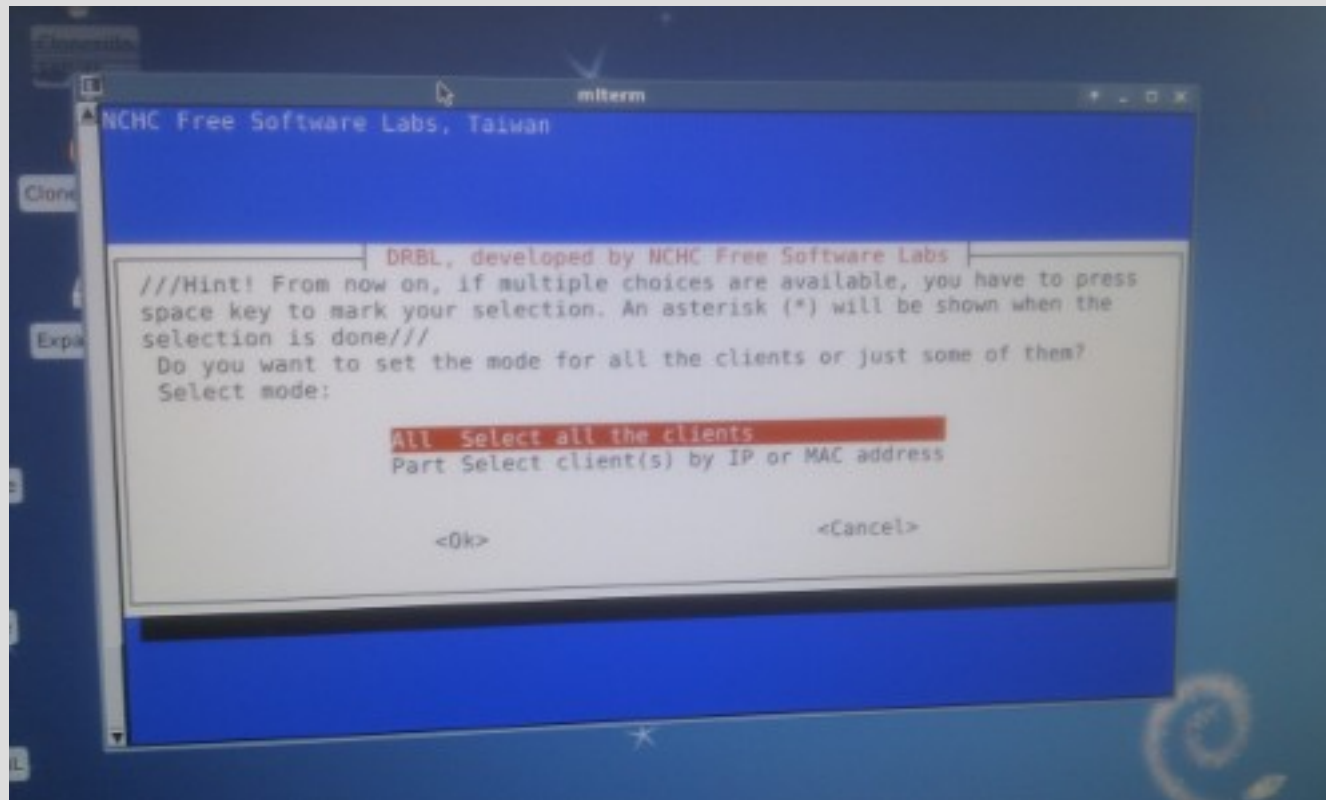 mlterm
NCHC Free Software Labs, Taiwan
Clone
Expa
DRBL, developed by NCHC Free Software Labs
///Hint! From now on, if multiple choices are available, you have to press
space key to mark your selection. An asterisk (*) will be shown when the
selection is done///
Do you want to set the mode for all the clients or just some of them?
Select mode:
All Select all the clients
Part Select client(s) by IP or MAC address
<Ok> <Cancel>